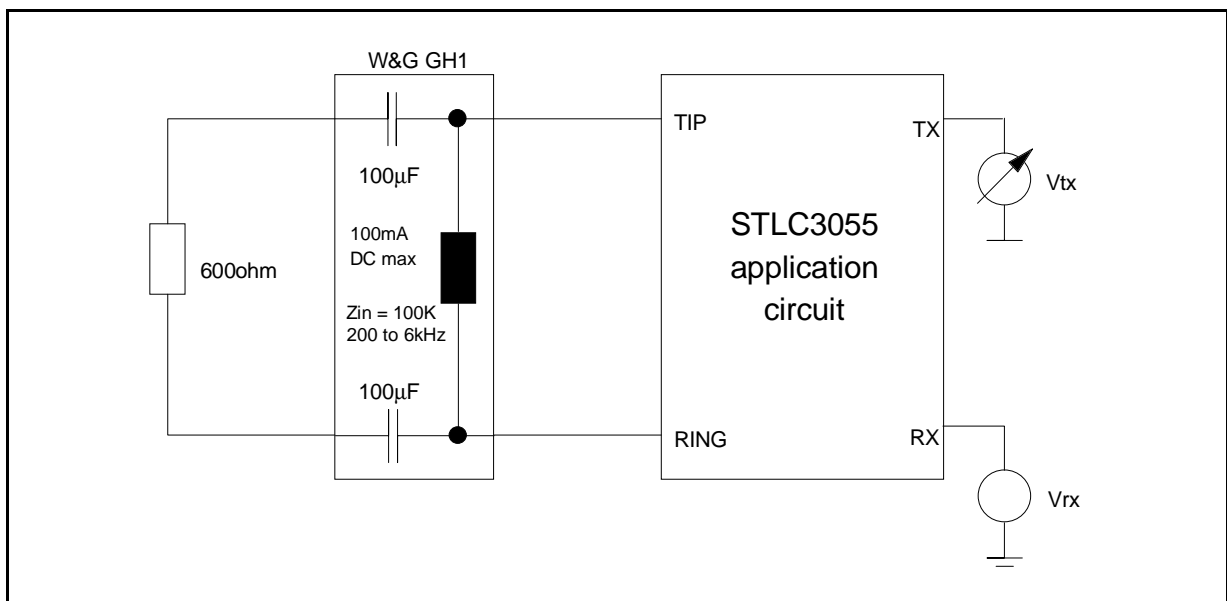 W&G GH1
100μF
100mA
DC max
Zin = 100K
200 to 6kHz
100μF
600ohm
TIP
RING
STLC3055
application
circuit
TX
RX
Vtx
Vrx